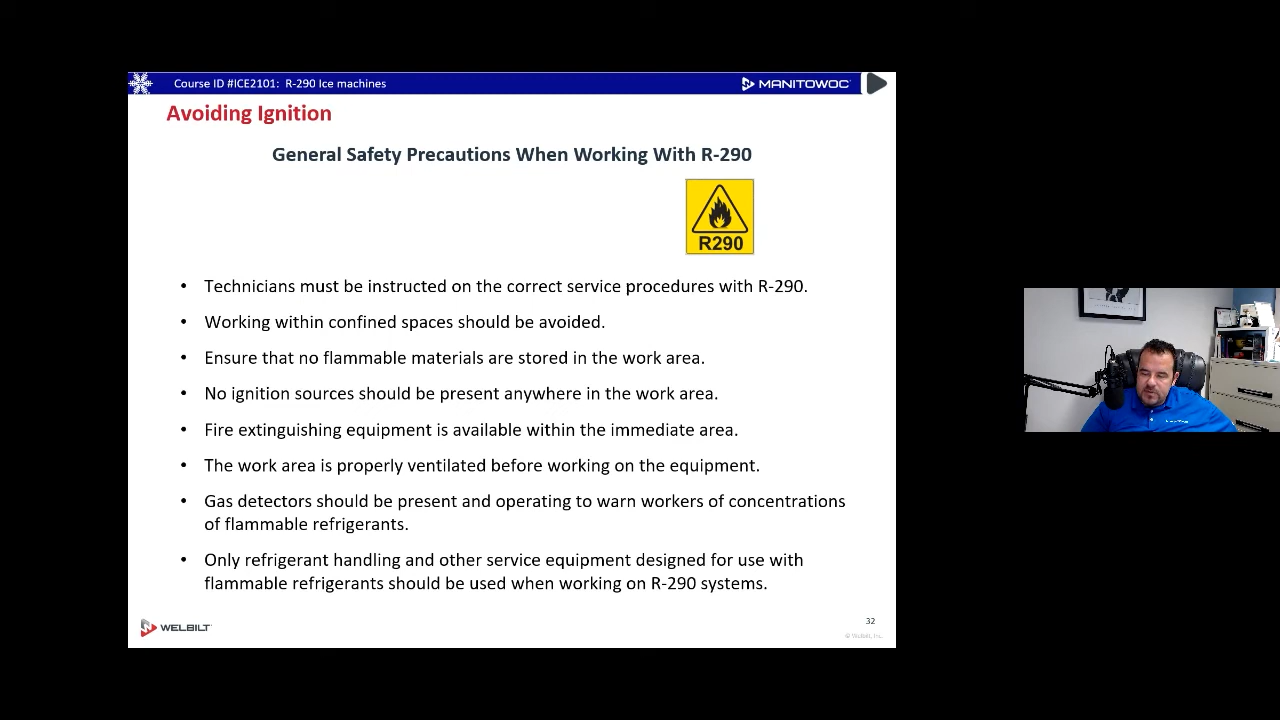 Course ID #ICE2101: R-290 Ice machines
MANITOWOC
Avoiding Ignition
General Safety Precautions When Working With R-290
R290
• Technicians must be instructed on the correct service procedures with R-290.
• Working within confined spaces should be avoided.
• Ensure that no flammable materials are stored in the work area.
• No ignition sources should be present anywhere in the work area.
• Fire extinguishing equipment is available within the immediate area.
• The work area is properly ventilated before working on the equipment.
• Gas detectors should be present and operating to warn workers of concentrations
of flammable refrigerants.
• Only refrigerant handling and other service equipment designed for use with
flammable refrigerants should be used when working on R-290 systems.
WELBILT
32
© Welbilt, Inc.